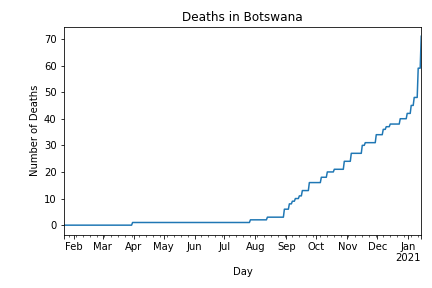 Deaths in Botswana
Number of Deaths
70
60
50
40
30
20
10
0
Feb Mar Apr May Jun Jul Aug Sep Oct Nov Dec Jan
2021
Day